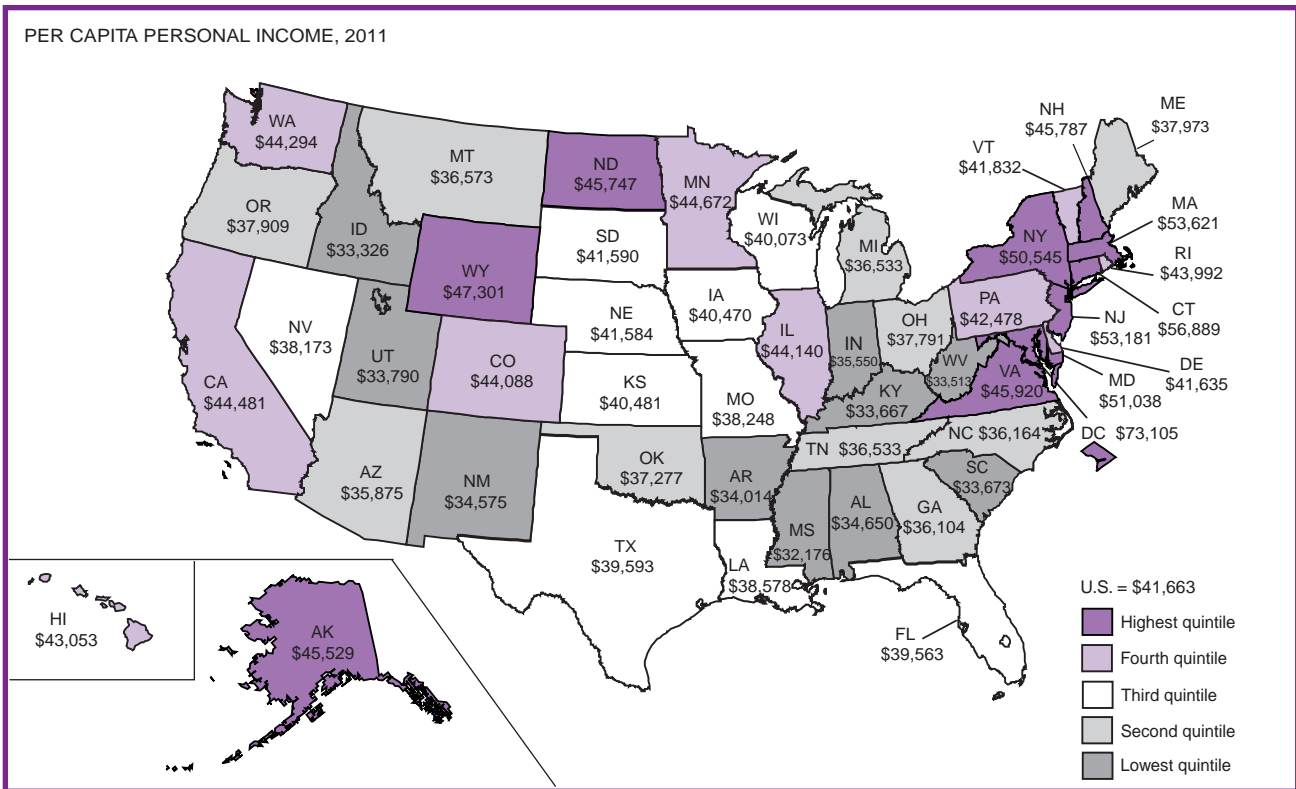 PER CAPITA PERSONAL INCOME, 2011
WA
$44,294
MT
$36,573
ND
$45,747
MN
$44,672
OR
$37,909
ID
$33,326
WY
$47,301
SD
$41,590
WI
$40,073
MI
$36,533
NV
$38,173
UT
$33,790
CO
$44,088
NE
$41,584
IA
$40,470
IL
$44,140
IN
$35,550
OH
$37,791
CA
$44,481
AZ
$35,875
NM
$34,575
KS
$40,481
MO
$38,248
KY
$33,667
WV
$33,513
VA
$45,920
OK
$37,277
AR
$34,014
TN $36,533
NC $36,164
SC
$33,673
TX
$39,593
LA
$38,578
MS
$32,176
AL
$34,650
GA
$36,104
FL
$39,563
NY
$50,545
PA
$42,478
VT
$41,832
NH
$45,787
ME
$37,973
MA
$53,621
RI
$43,992
CT
$56,889
NJ
$53,181
DE
$41,635
MD
$51,038
DC $73,105
HI
$43,053
AK
$45,529
U.S. = $41,663
Highest quintile
Fourth quintile
Third quintile
Second quintile
Lowest quintile